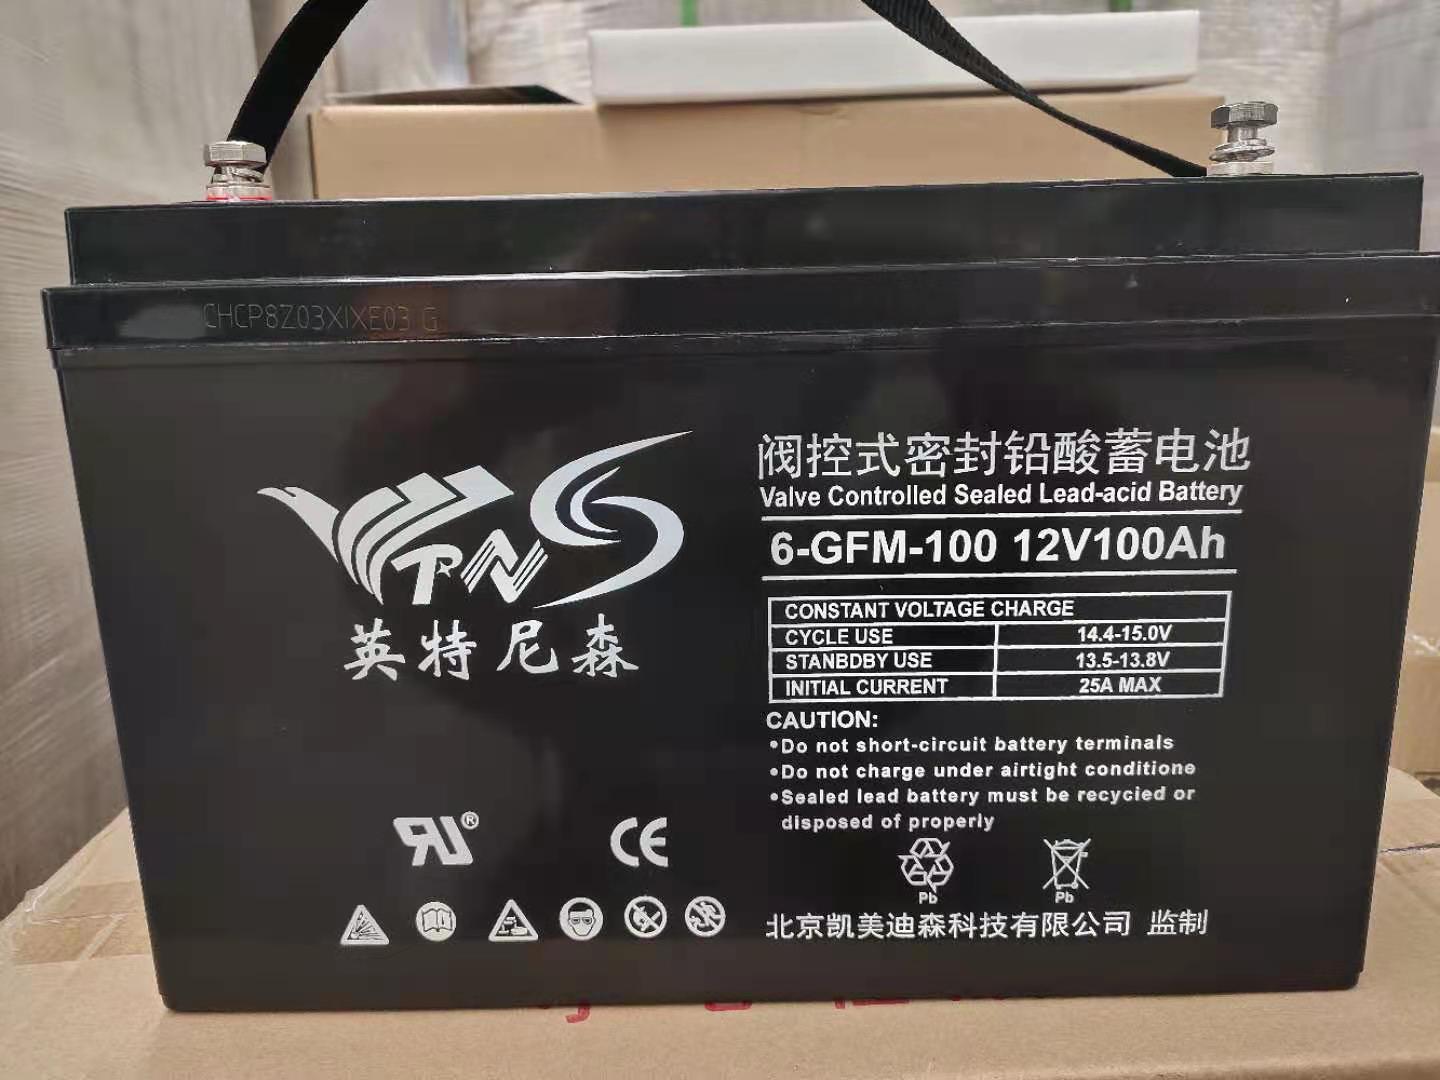 CHCP8Z03XIXE03 G
英特尼森
阀控式密封铅酸蓄电池
Valve Controlled Sealed Lead-acid Battery
6-GFM-100 12V100Ah
CONSTANT VOLTAGE CHARGE
CYCLE USE 14.4-15.0V
STANBDBY USE 13.5-13.8V
INITIAL CURRENT 25A MAX
CAUTION:
•Do not short-circuit battery terminals
•Do not charge under airtight conditione
•Sealed lead battery must be recycied or
disposed of properly
CE
Pb Pb
北京凯美迪森科技有限公司 监制